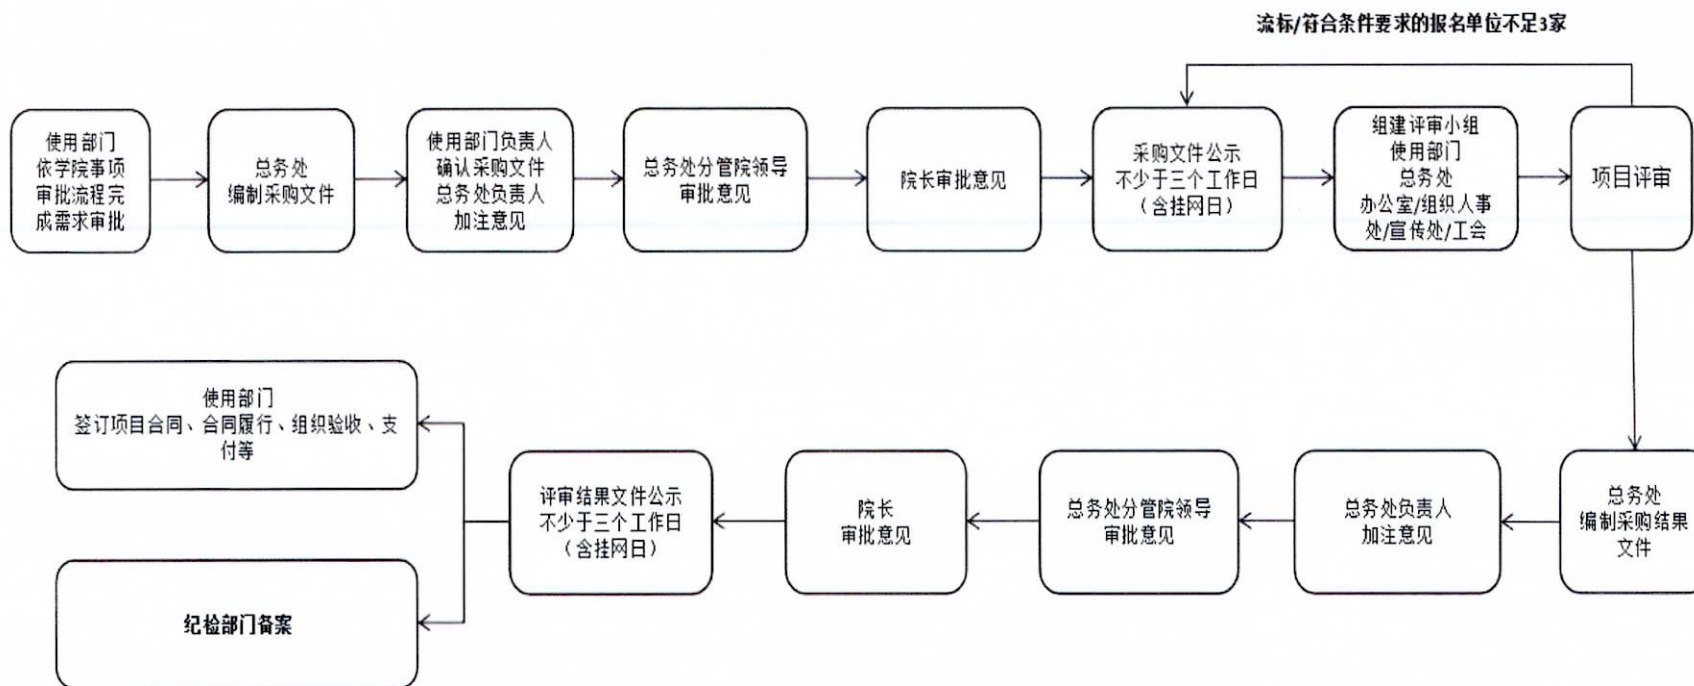 流标/符合条件要求的报名单位不足3家
使用部门
依学院事项
审批流程完
成需求审批
总务处
编制采购文件
使用部门负责人
确认采购文件
总务处负责人
加注意见
总务处分管院领导
审批意见
院长审批意见
采购文件公示
不少于三个工作日
（含挂网日）
组建评审小组
使用部门
总务处
办公室/组织人事
处/宣传处/工会
项目评审
总务处
编制采购结果
文件
总务处负责人
加注意见
总务处分管院领导
审批意见
院长
审批意见
评审结果文件公示
不少于三个工作日
（含挂网日）
使用部门
签订项目合同、合同履行、组织验收、支
付等
纪检部门备案